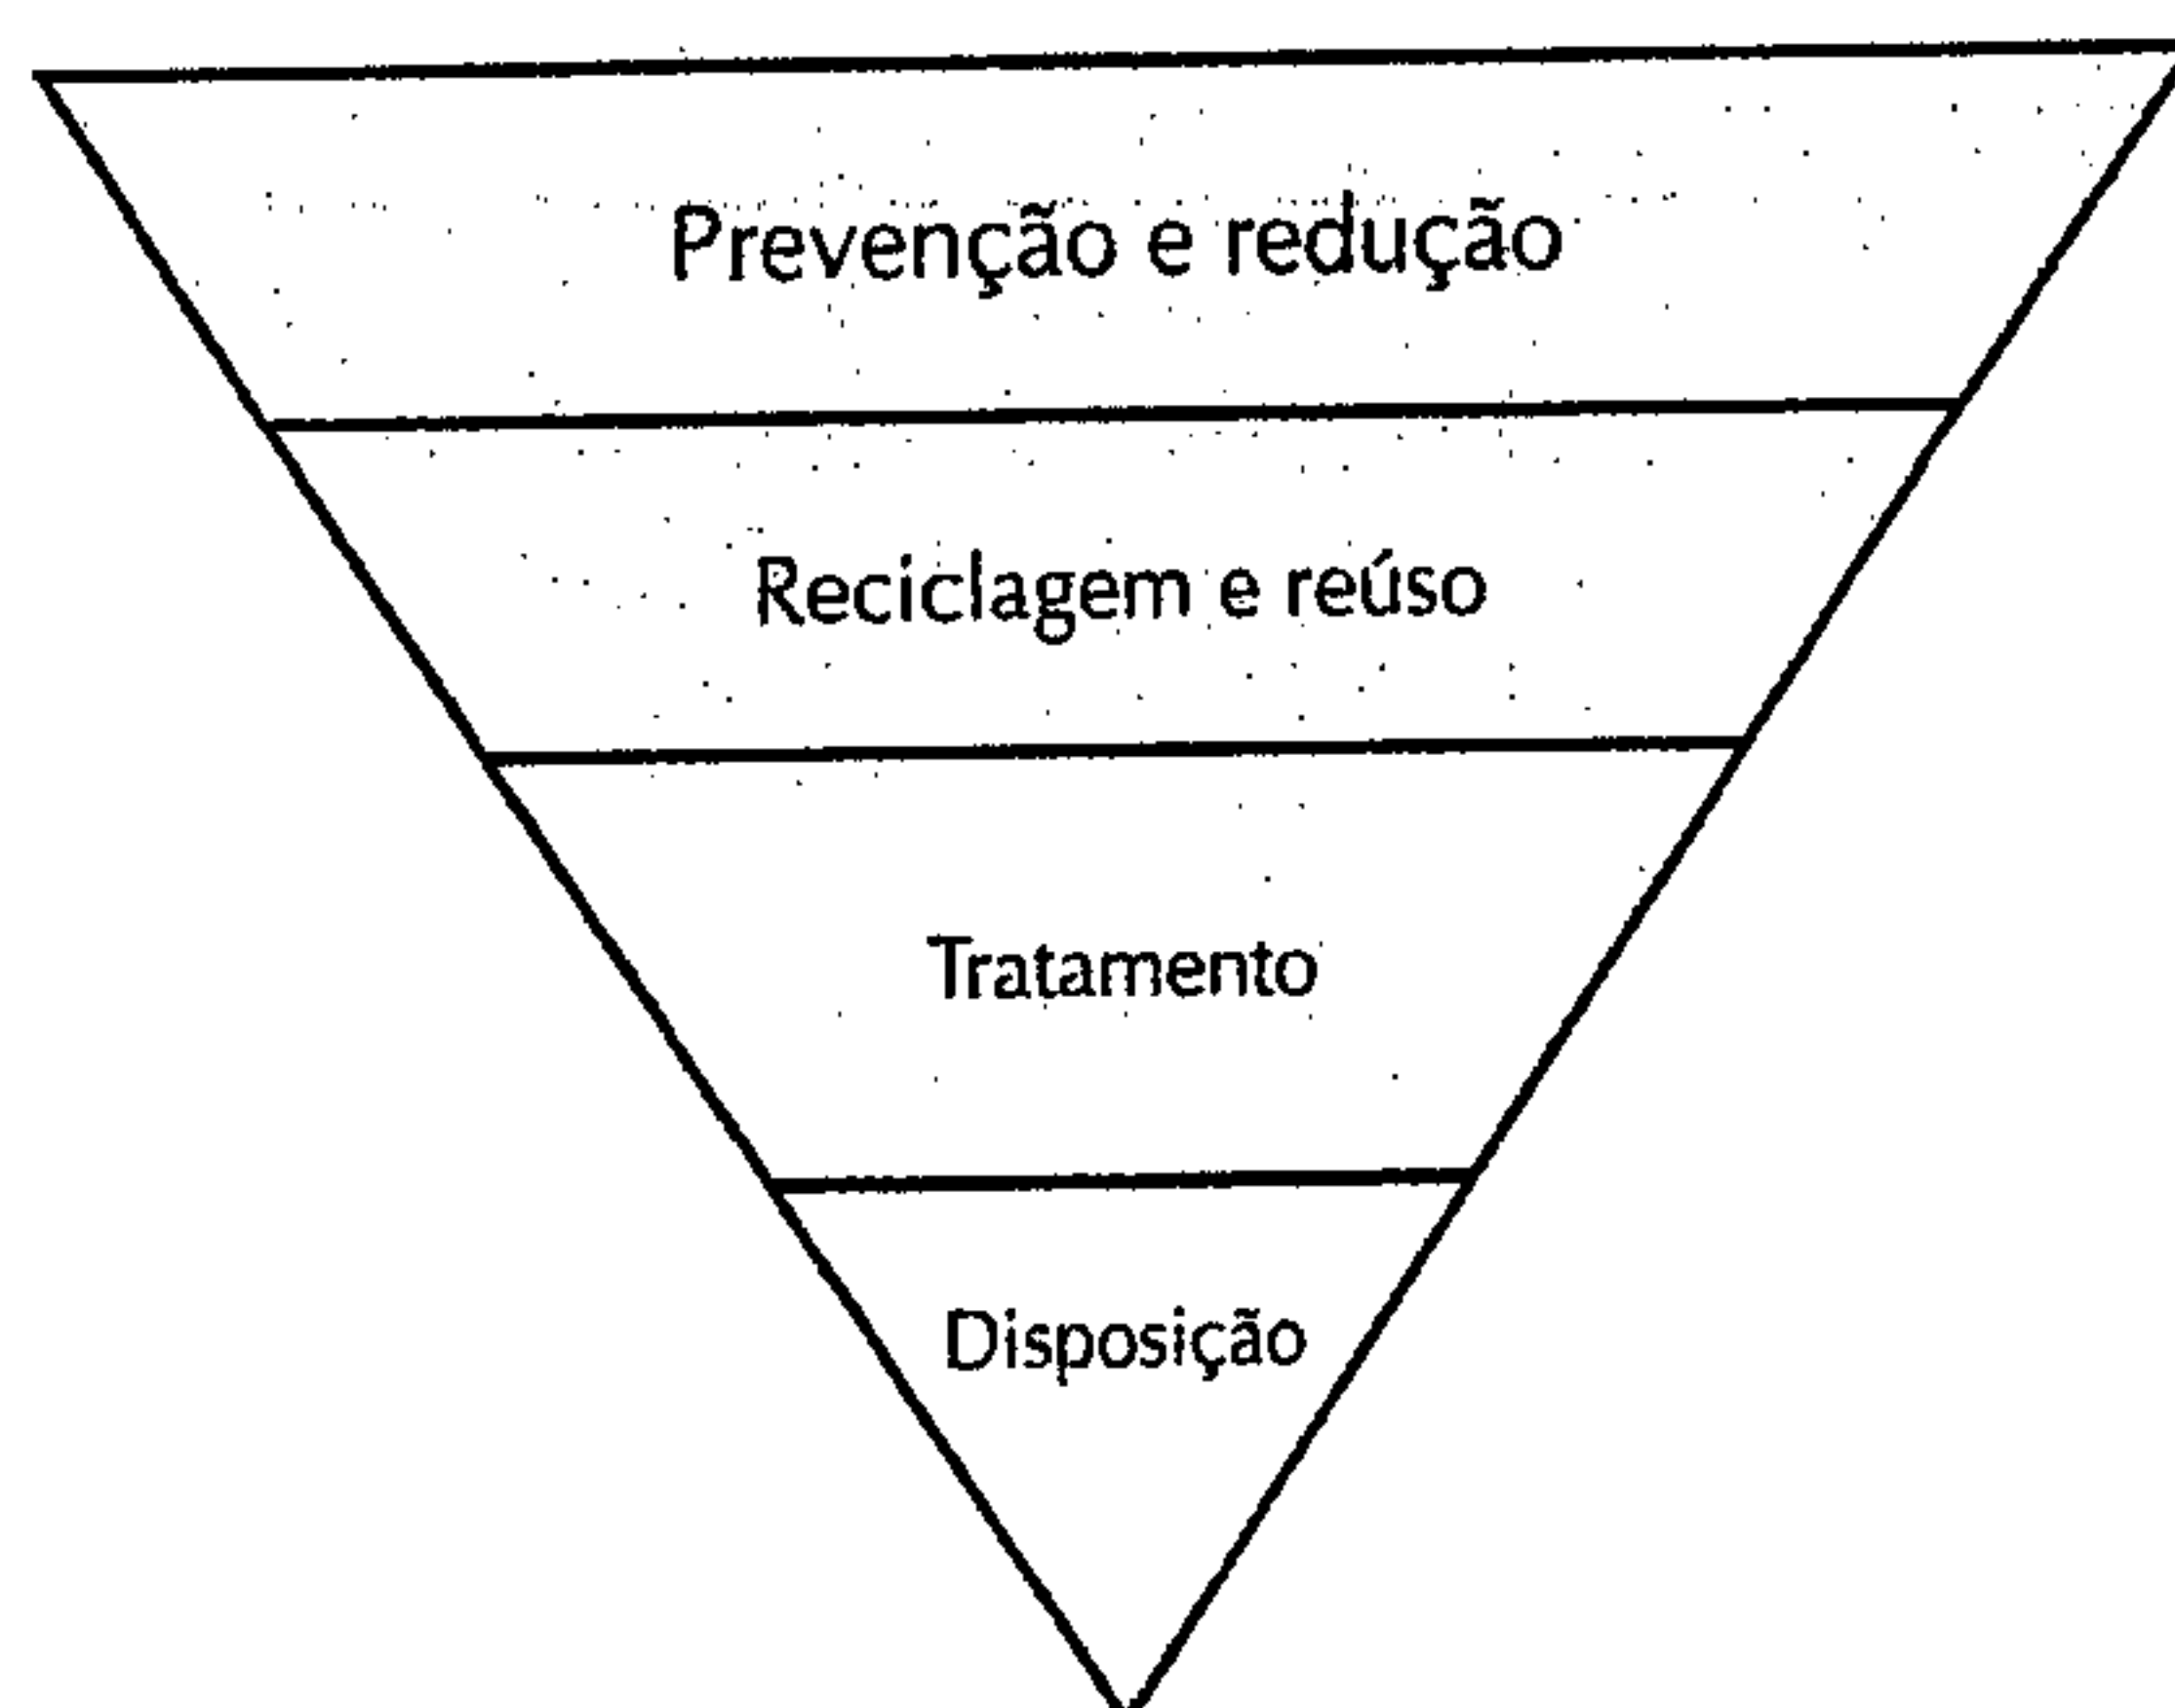 Prevenção e redução
Reciclagem e reúso
Tratamento
Disposição